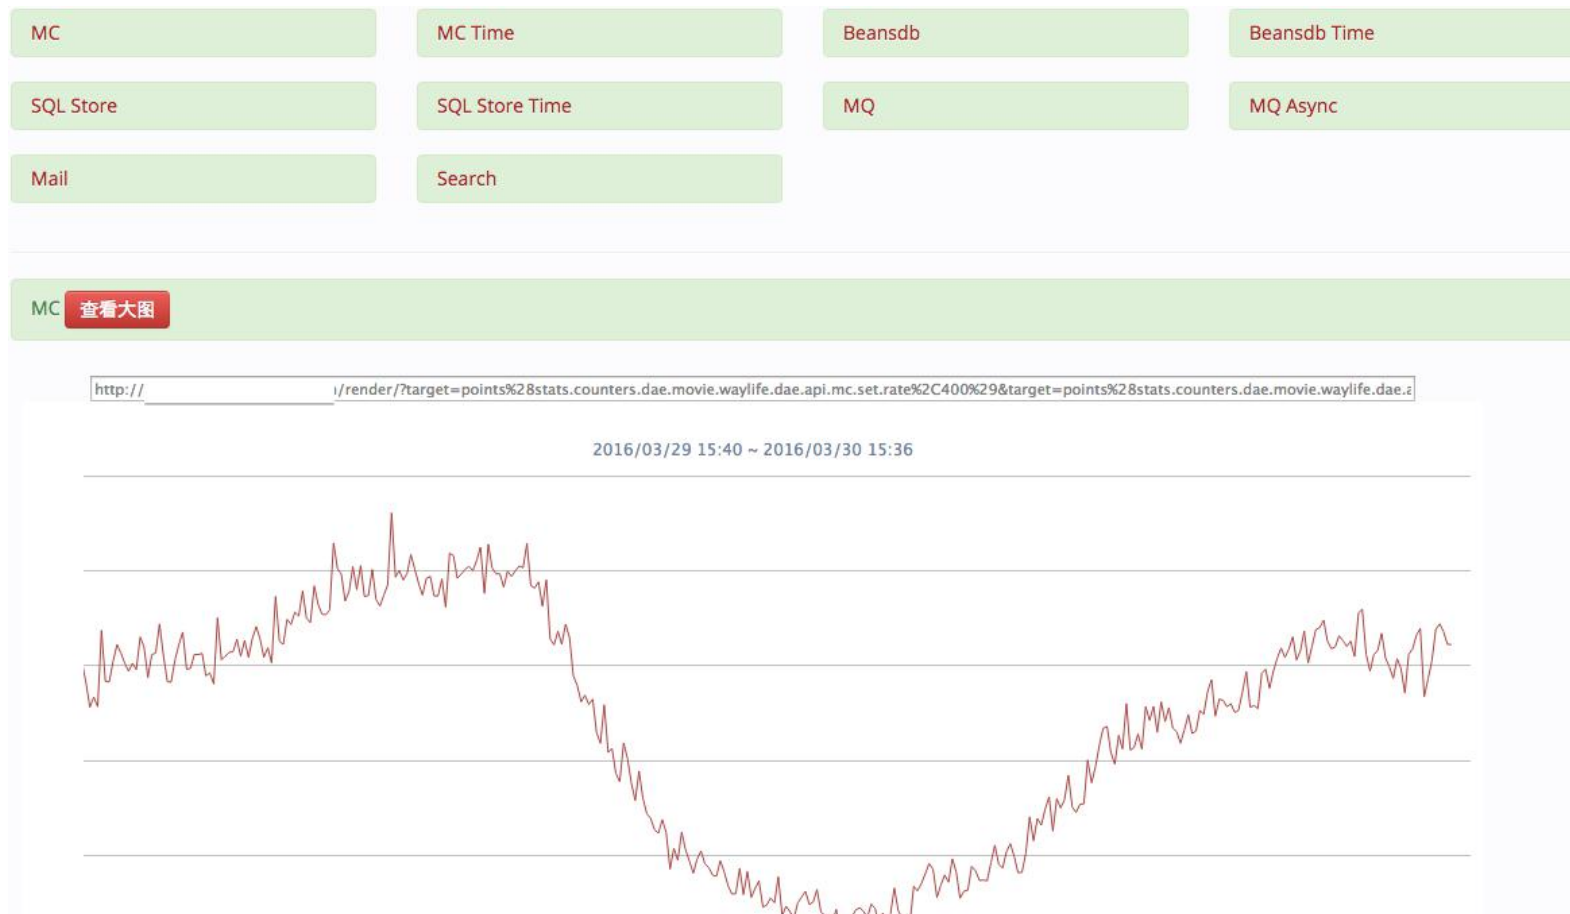 MC MC Time Beansdb Beansdb Time
SQL Store SQL Store Time MQ MQ Async
Mail Search
MC 查看大图
http:// /render/?target=points%28stats.counters.dae.movie.waylife.dae.api.mc.set.rate%2C400%29&target=points%28stats.counters.dae.movie.waylife.dae.
2016/03/29 15:40 ~ 2016/03/30 15:36